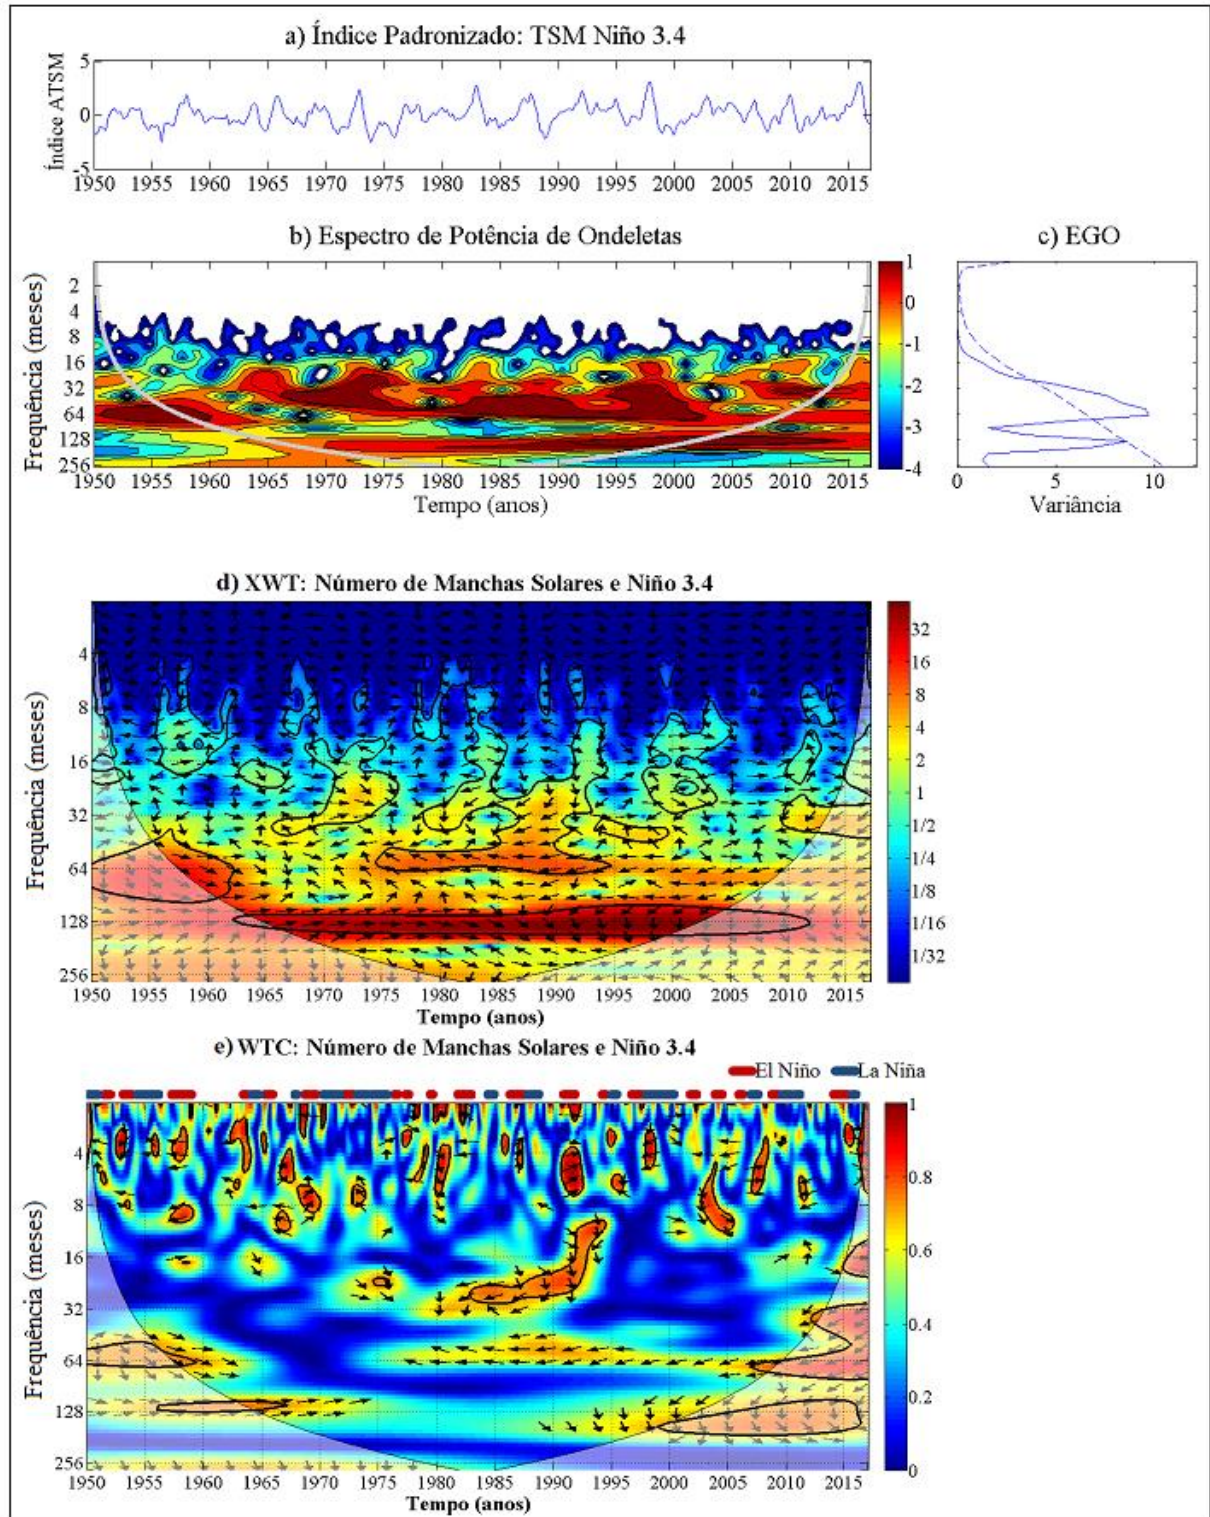 a) Índice Padronizado: TSM Niño 3.4
Índice ATSM
5
0
-5
1950 1955 1960 1965 1970 1975 1980 1985 1990 1995 2000 2005 2010 2015
b) Espectro de Potência de Ondeletas
Frequência (meses)
2
4
8
16
32
64
128
256
1950 1955 1960 1965 1970 1975 1980 1985 1990 1995 2000 2005 2010 2015
Tempo (anos)
1
0
-1
-2
-3
-4
c) EGO
0 5 10
Variância
d) XWT: Número de Manchas Solares e Niño 3.4
Frequência (meses)
4
8
16
32
64
128
256
1950 1955 1960 1965 1970 1975 1980 1985 1990 1995 2000 2005 2010 2015
Tempo (anos)
32
16
8
4
2
1
1/2
1/4
1/8
1/16
1/32
e) WTC: Número de Manchas Solares e Niño 3.4
El Niño La Niña
Frequência (meses)
4
8
16
32
64
128
256
1950 1955 1960 1965 1970 1975 1980 1985 1990 1995 2000 2005 2010 2015
Tempo (anos)
1
0.8
0.6
0.4
0.2
0